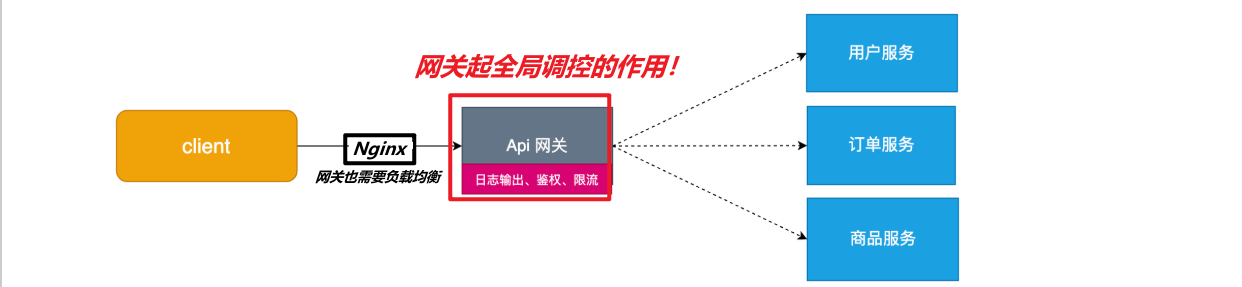 网关起全局调控的作用!
client
Nginx
网关也需要负载均衡
Api 网关
日志输出、鉴权、限流
用户服务
订单服务
商品服务